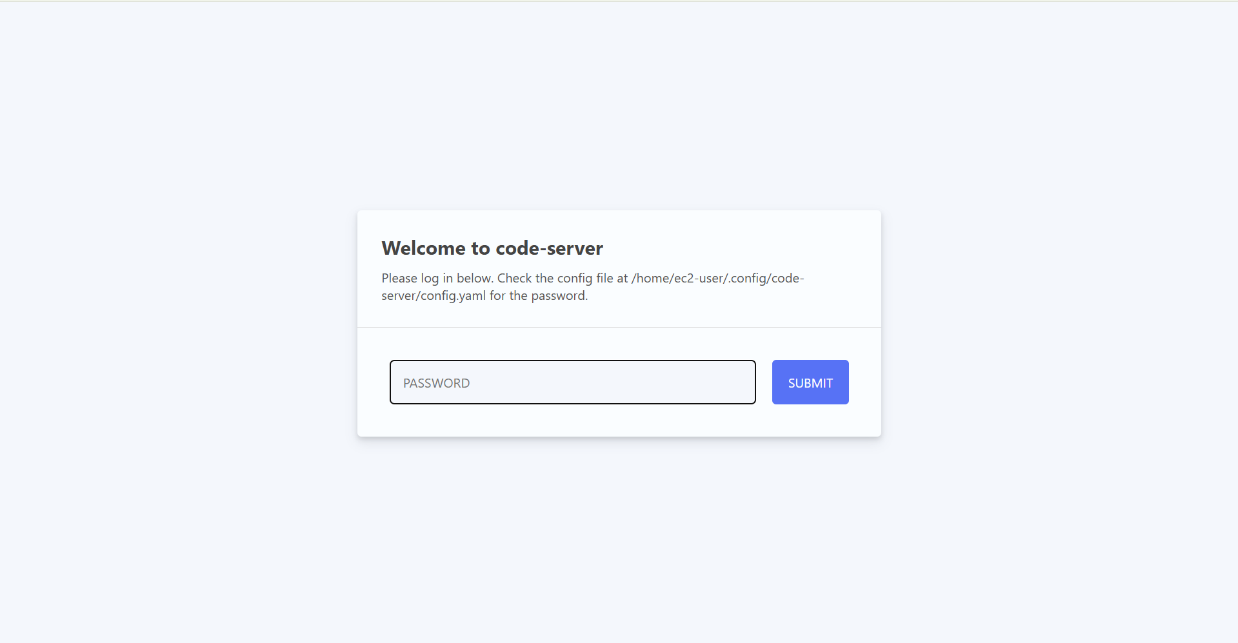 Welcome to code-server
Please log in below. Check the config file at /home/ec2-user/.config/code-
server/config.yaml for the password.
PASSWORD
SUBMIT